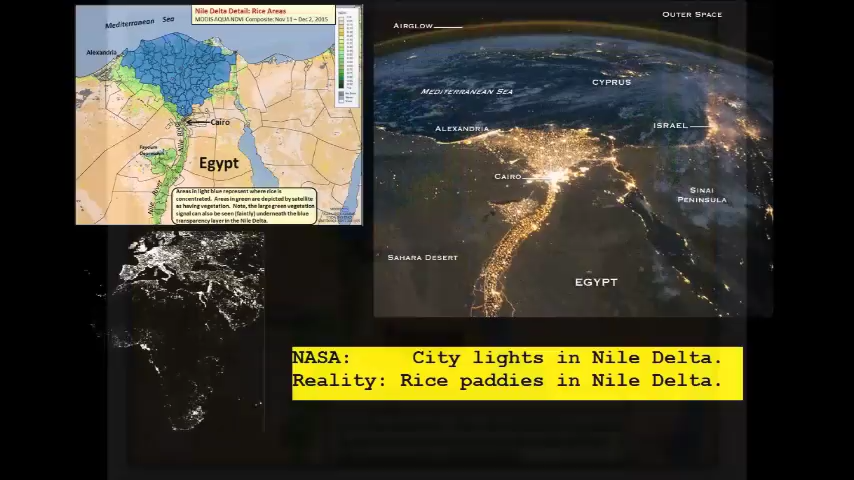 Nile Delta Detail: Rice Areas
MODIS AQUA NDVI Composite: Nov 13 – Dec 2, 2015
Mediterranean Sea
Alexandria
Cairo
Egypt
Areas in light blue represent where rice is
concentrated. Areas in green are depicted by satellite
as having vegetation. Note, the large green vegetation
signal can also be seen (faintly) underneath the blue
transparency layer in the Nile Delta.
AIRGLOW
OUTER SPACE
CYPRUS
MEDITERRANEAN SEA
ALEXANDRIA
ISRAEL
CAIRO
SINAI
PENINSULA
SAHARA DESERT
EGYPT
NASA: City lights in Nile Delta.
Reality: Rice paddies in Nile Delta.